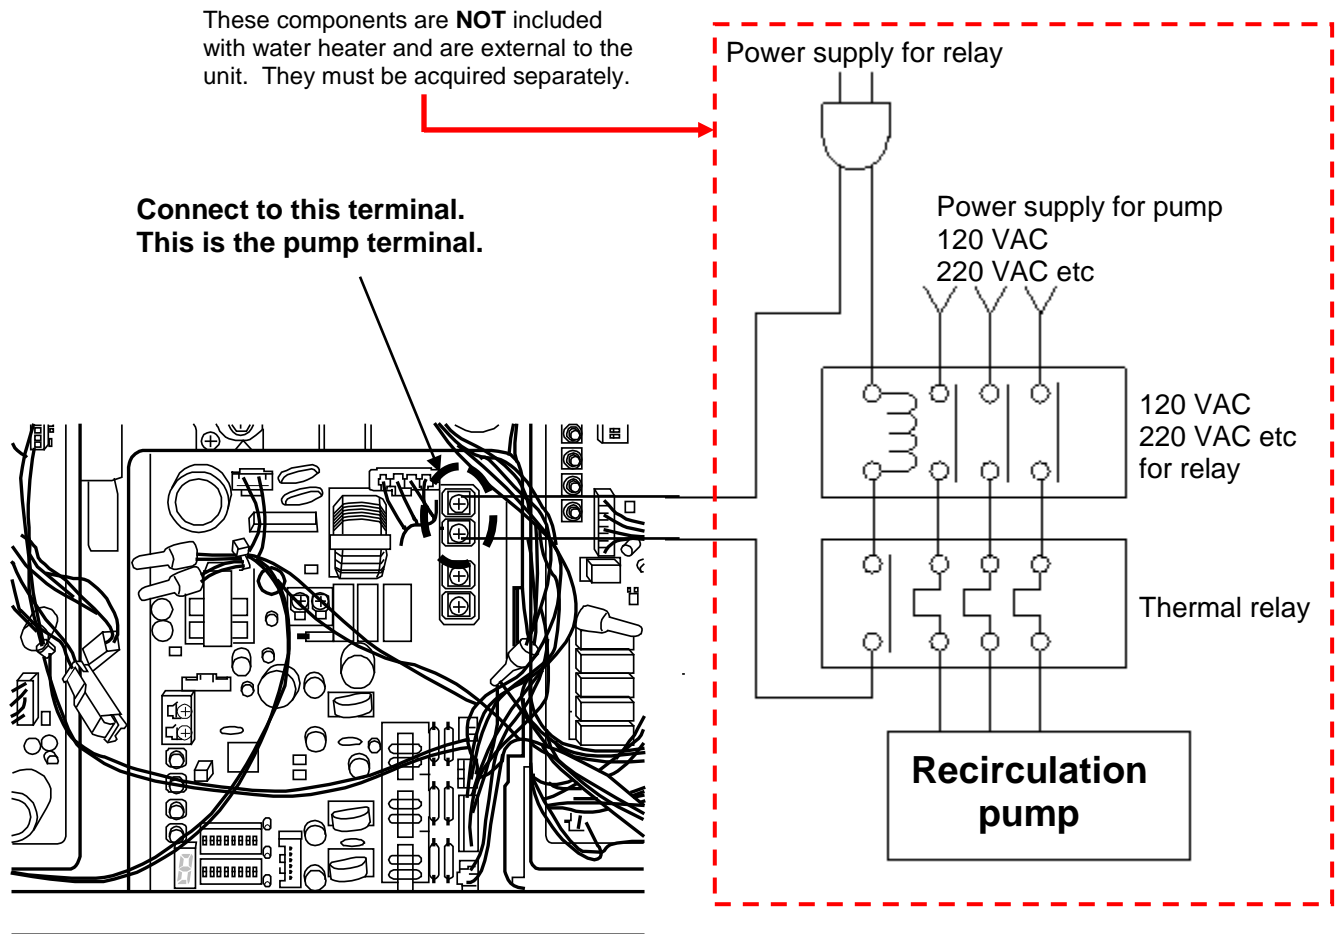 These components are NOT included
with water heater and are external to the
unit.  They must be acquired separately.
Power supply for relay
Connect to this terminal.
This is the pump terminal.
Power supply for pump
120 VAC
220 VAC etc
120 VAC
220 VAC etc
for relay
Thermal relay
Recirculation
pump